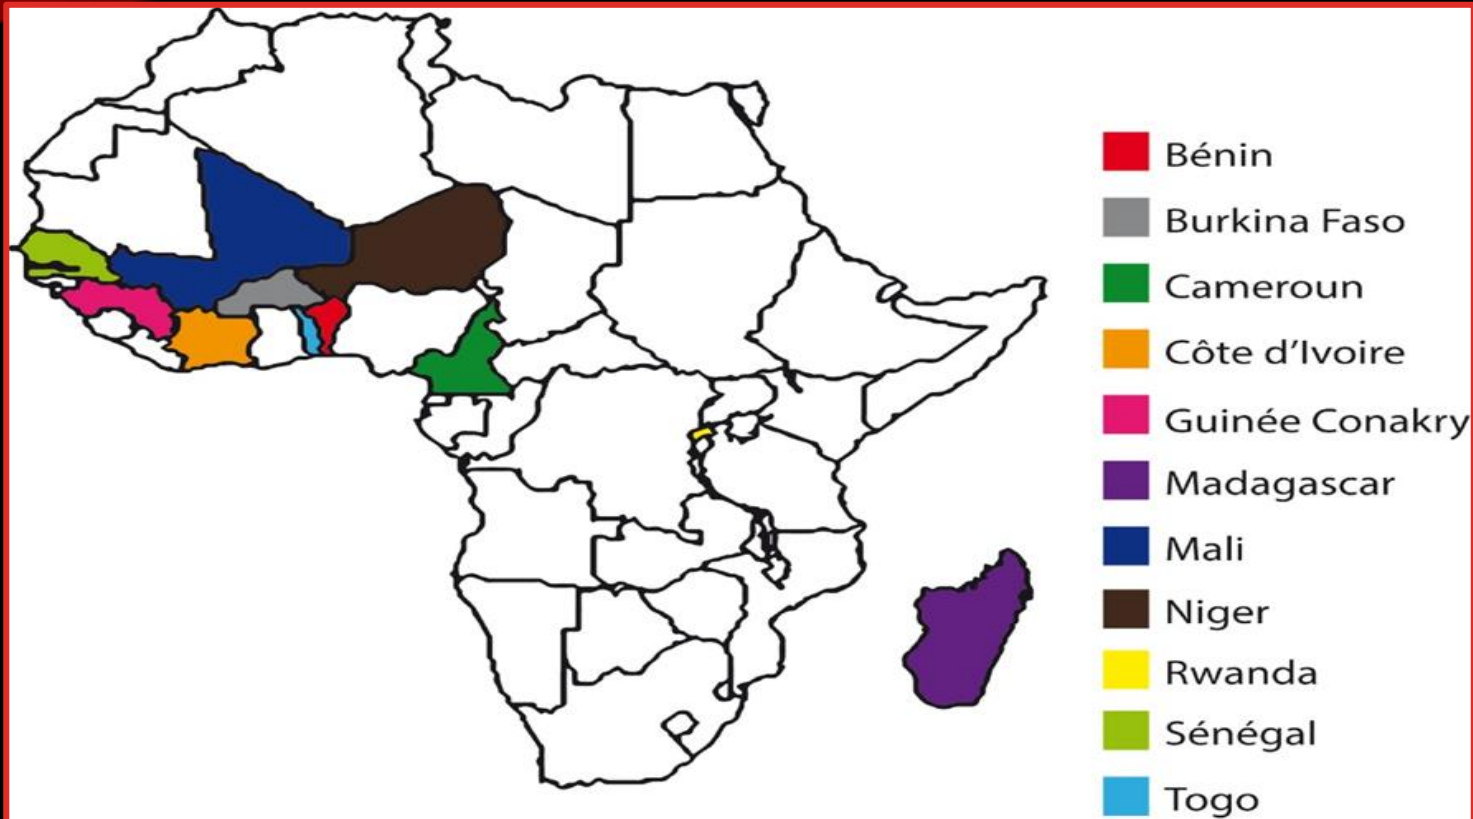 Bénin
Burkina Faso
Cameroun
Côte d’Ivoire
Guinée Conakry
Madagascar
Mali
Niger
Rwanda
Sénégal
Togo